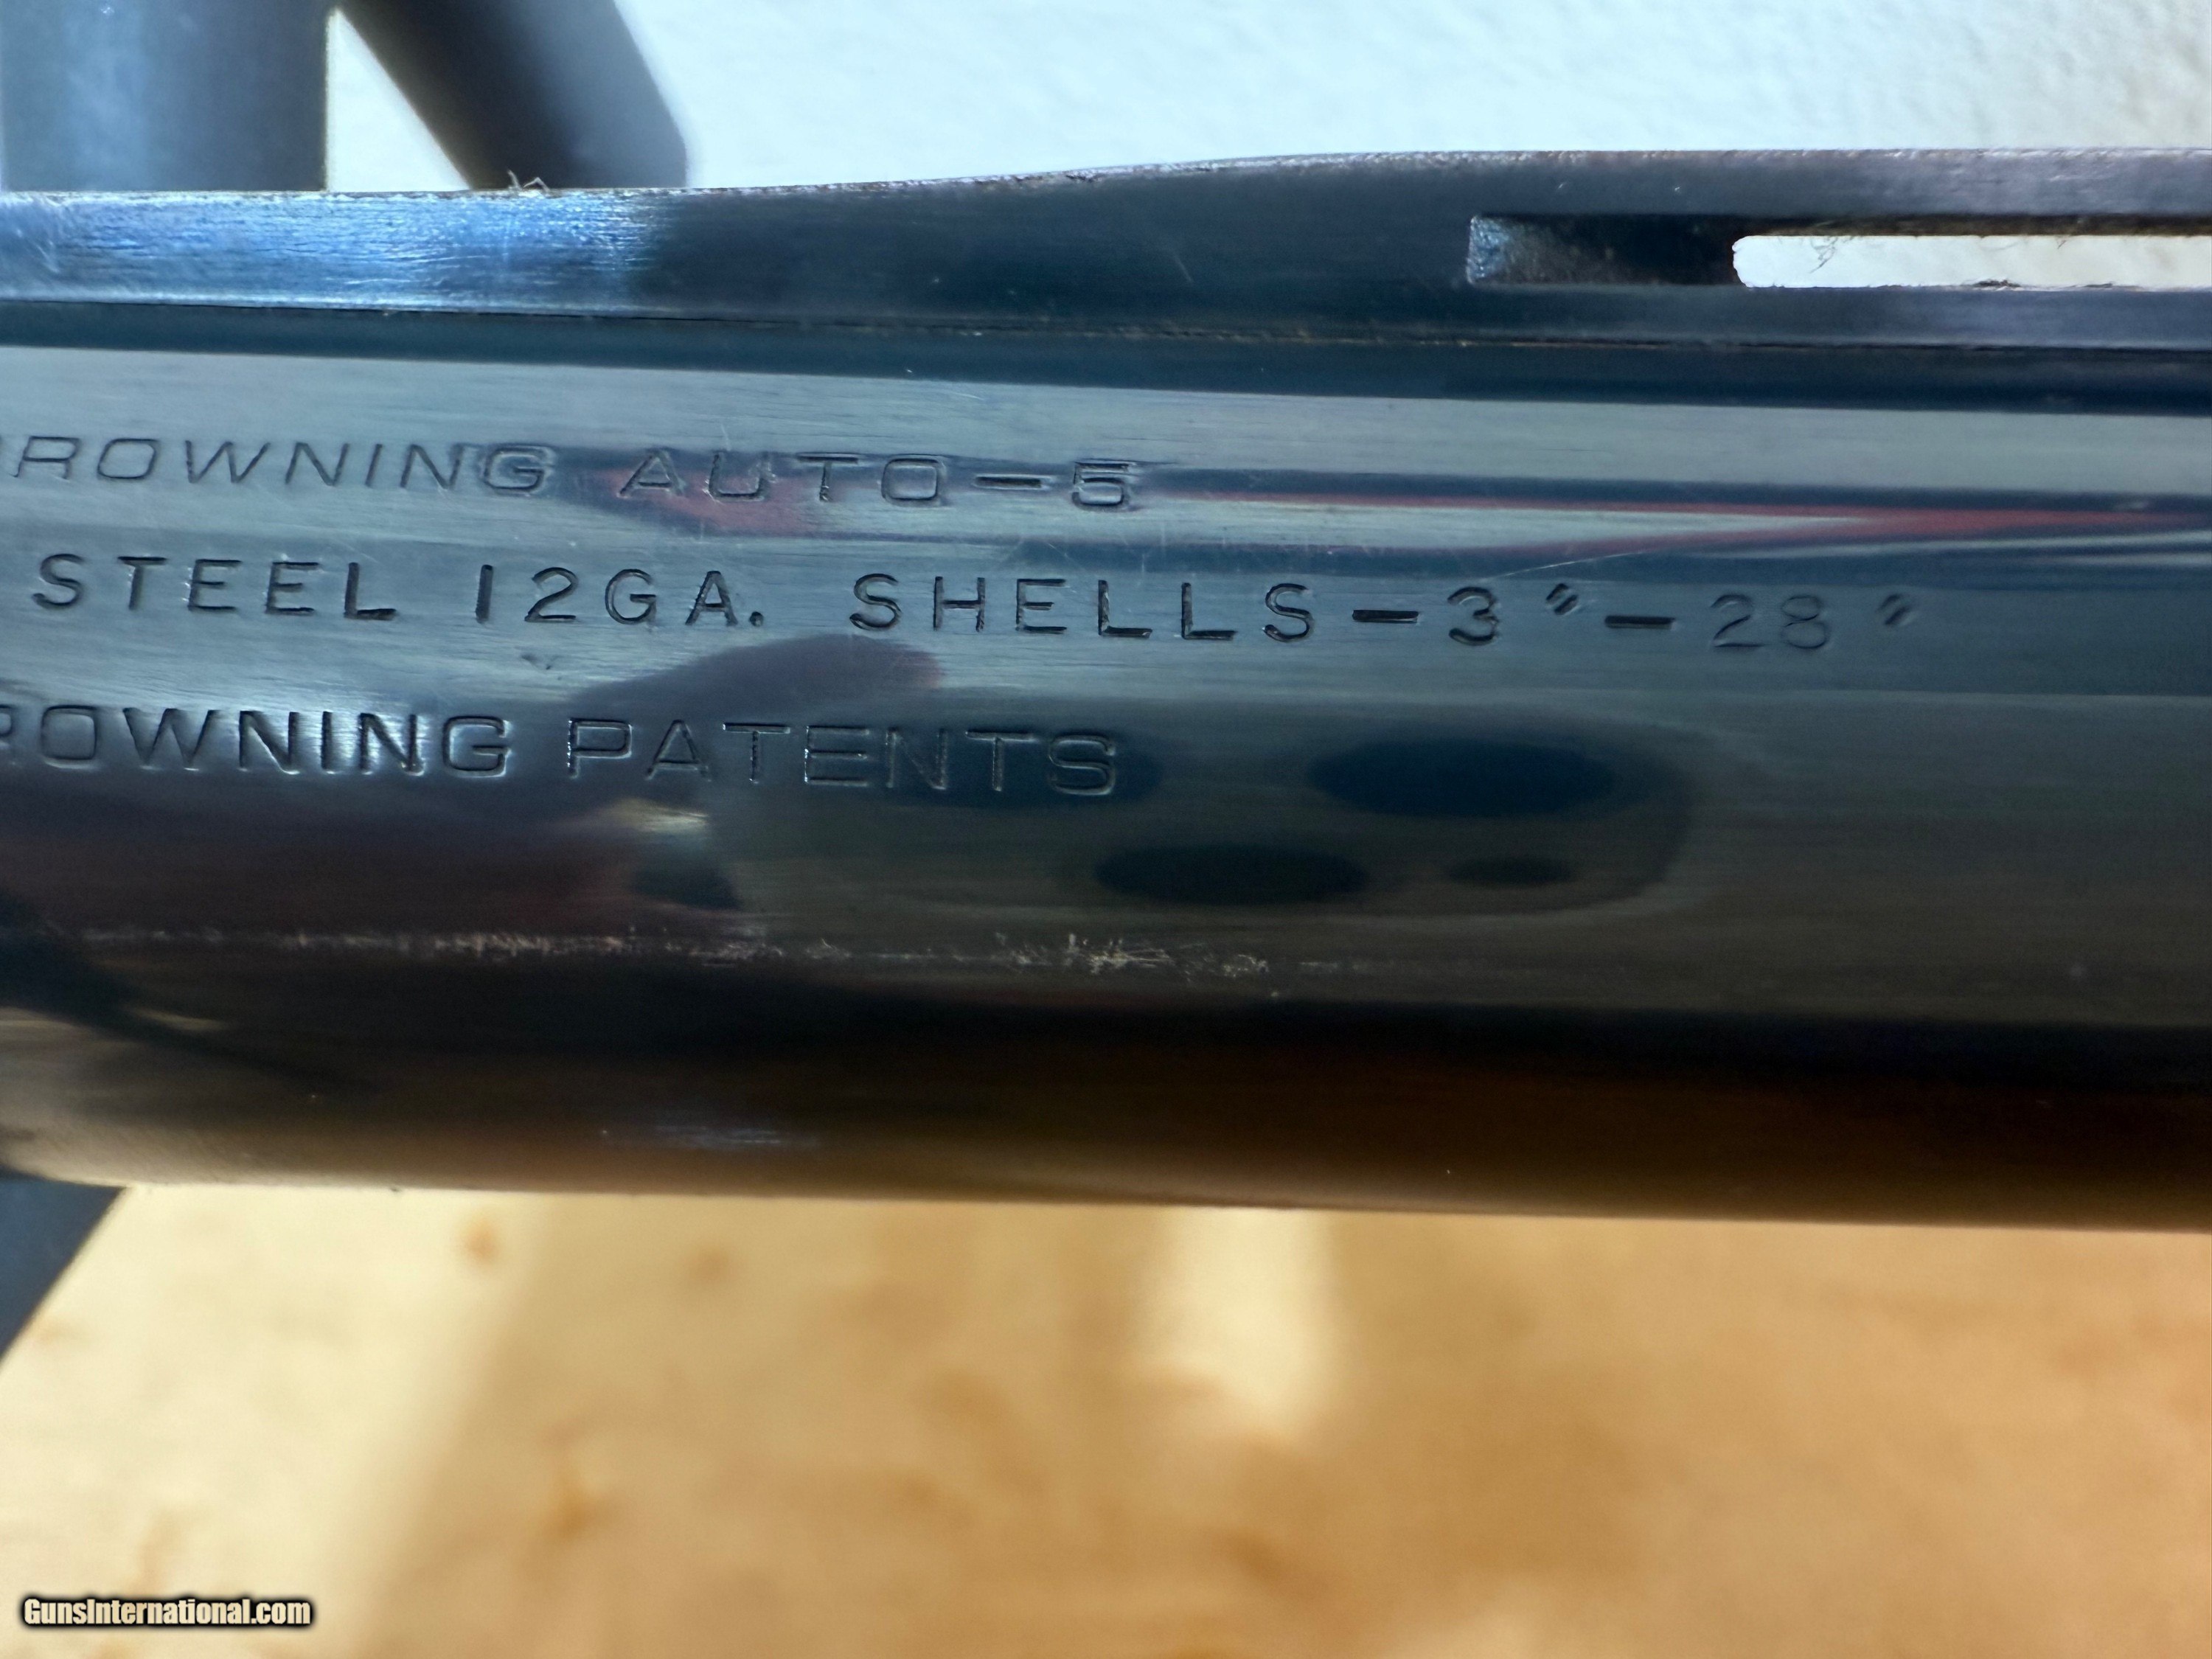 ROWNING AUTO-5
STEEL 12GA. SHELLS-3"-28"
ROWNING PATENTS
GunsInternational.com